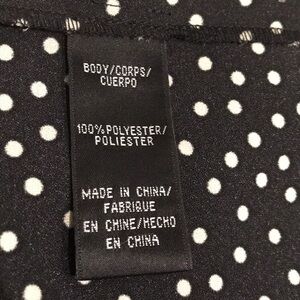 BODY/CORPS/
CUERPO
100%POLYESTER/
POLIESTER
MADE IN CHINA/
FABRIQUE
EN CHINE/HECHO
EN CHINA